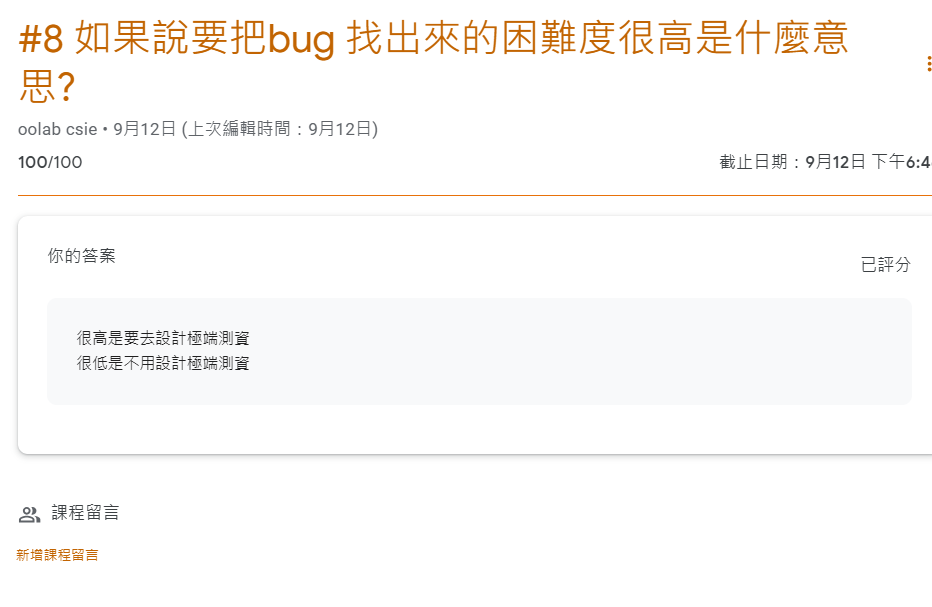 #8 如果說要把bug 找出來的困難度很高是什麼意
思?
oolab csie • 9月12日 (上次編輯時間：9月12日)
100/100
截止日期：9月12日 下午6:4
你的答案
已評分
很高是要去設計極端測資
很低是不用設計極端測資
課程留言
新增課程留言